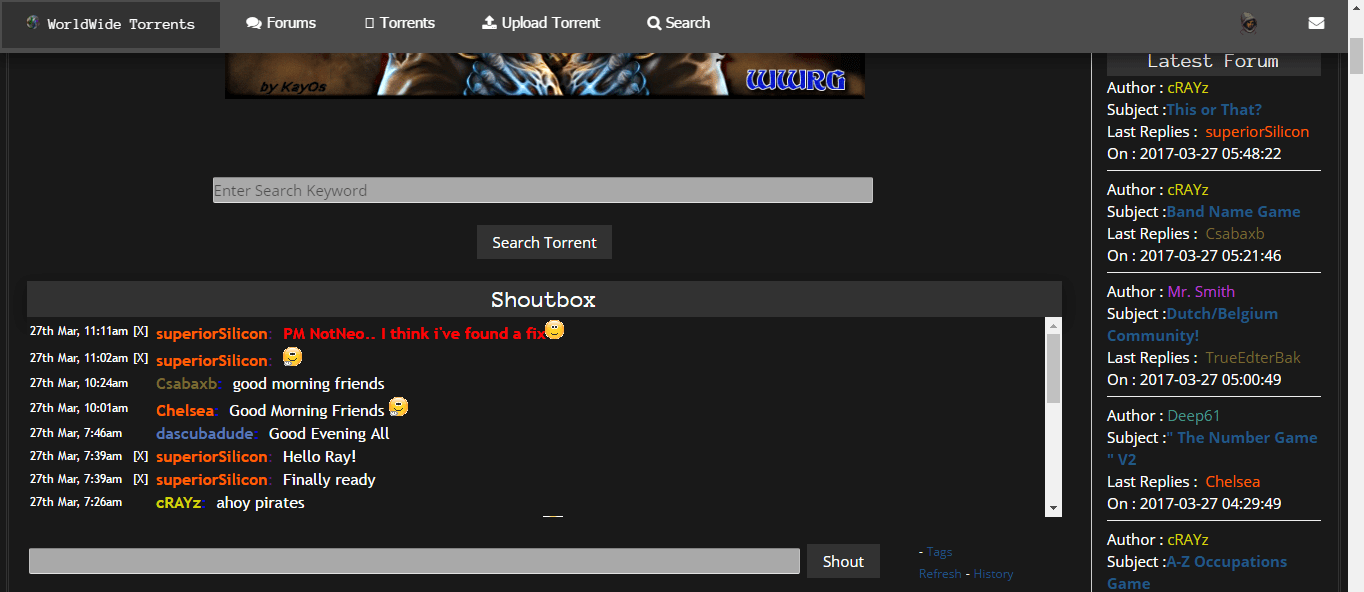 WorldWide Torrents
Forums
Torrents
Upload Torrent
Search
by KayOs
WWRG
Enter Search Keyword
Search Torrent
Shoutbox
27th Mar, 11:11am [X] superiorSilicon: PM NotNeo.. I think i've found a fix
27th Mar, 11:02am [X] superiorSilicon:
27th Mar, 10:24am Csabaxb: good morning friends
27th Mar, 10:01am Chelsea: Good Morning Friends
27th Mar, 7:46am dascubadude: Good Evening All
27th Mar, 7:39am [X] superiorSilicon: Hello Ray!
27th Mar, 7:39am [X] superiorSilicon: Finally ready
27th Mar, 7:26am cRAYz: ahoy pirates
Shout
- Tags
Refresh - History
Latest Forum
Author : cRAYz
Subject :This or That?
Last Replies : superiorSilicon
On : 2017-03-27 05:48:22
Author : cRAYz
Subject :Band Name Game
Last Replies : Csabaxb
On : 2017-03-27 05:21:46
Author : Mr. Smith
Subject :Dutch/Belgium
Community!
Last Replies : TrueEdterBak
On : 2017-03-27 05:00:49
Author : Deep61
Subject :" The Number Game
" V2
Last Replies : Chelsea
On : 2017-03-27 04:29:49
Author : cRAYz
Subject :A-Z Occupations
Game